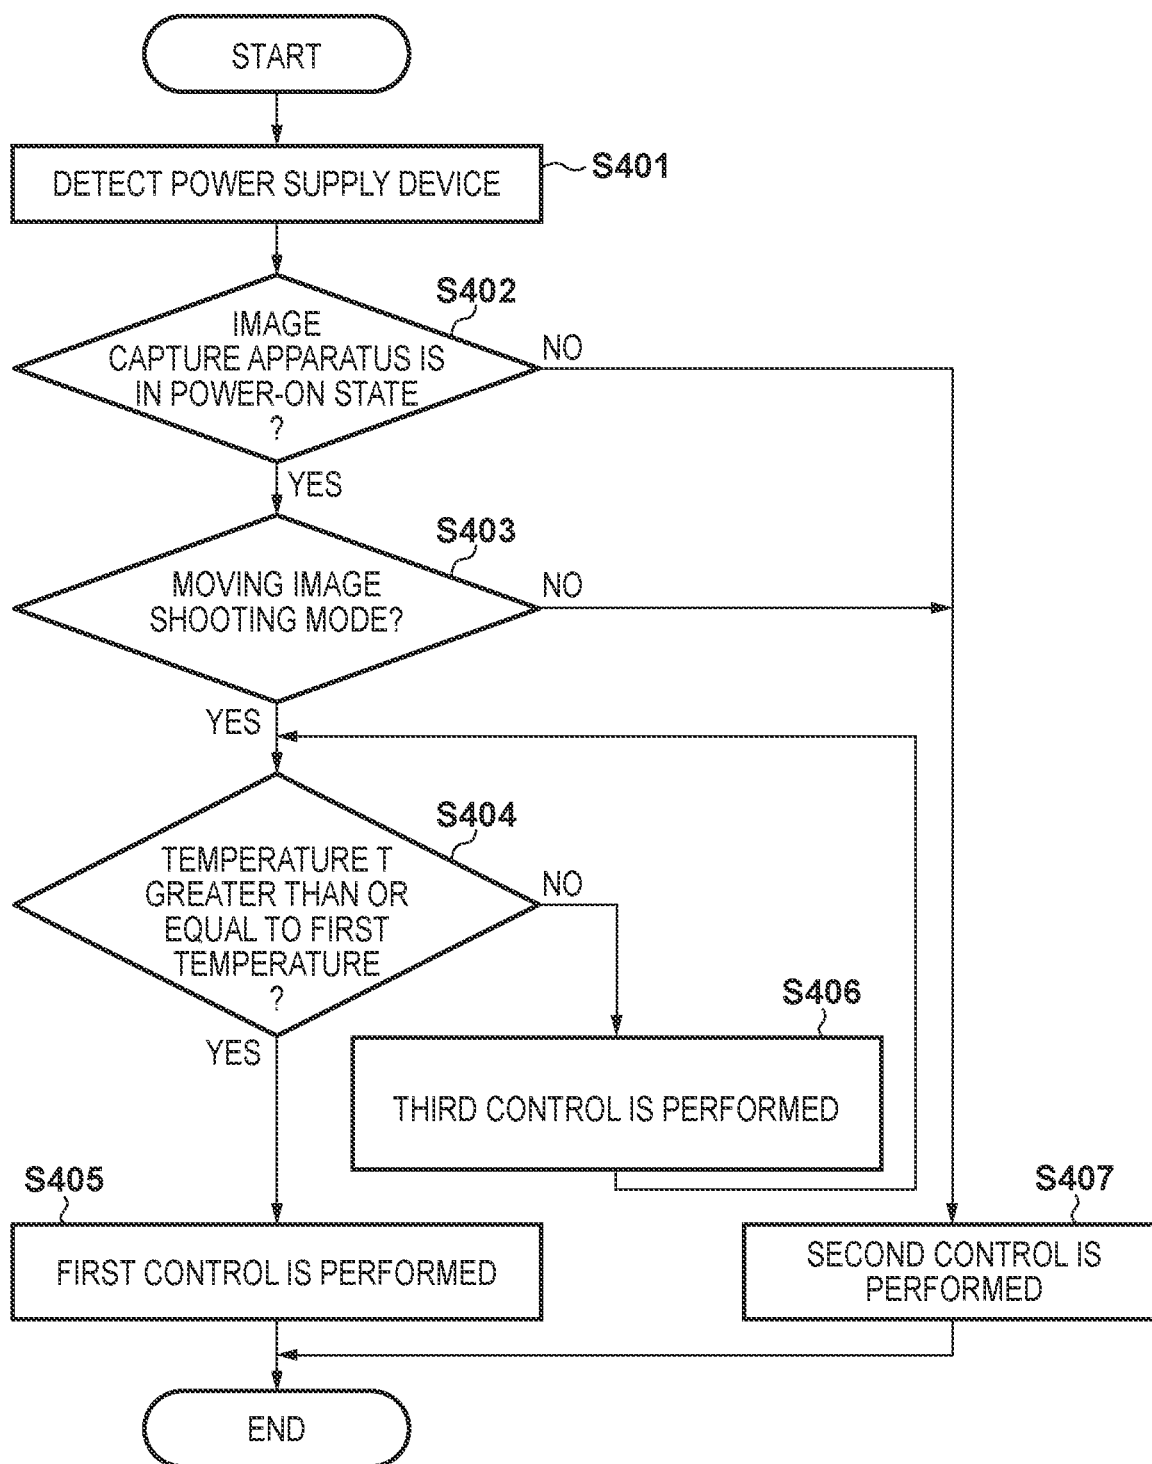 START
DETECT POWER SUPPLY DEVICE
S401
S402
IMAGE
CAPTURE APPARATUS IS
IN POWER-ON STATE
?
NO
YES
S403
MOVING IMAGE
SHOOTING MODE?
NO
YES
S404
TEMPERATURE T
GREATER THAN OR
EQUAL TO FIRST
TEMPERATURE
?
NO
YES
S406
THIRD CONTROL IS PERFORMED
S405
FIRST CONTROL IS PERFORMED
S407
SECOND CONTROL IS
PERFORMED
END